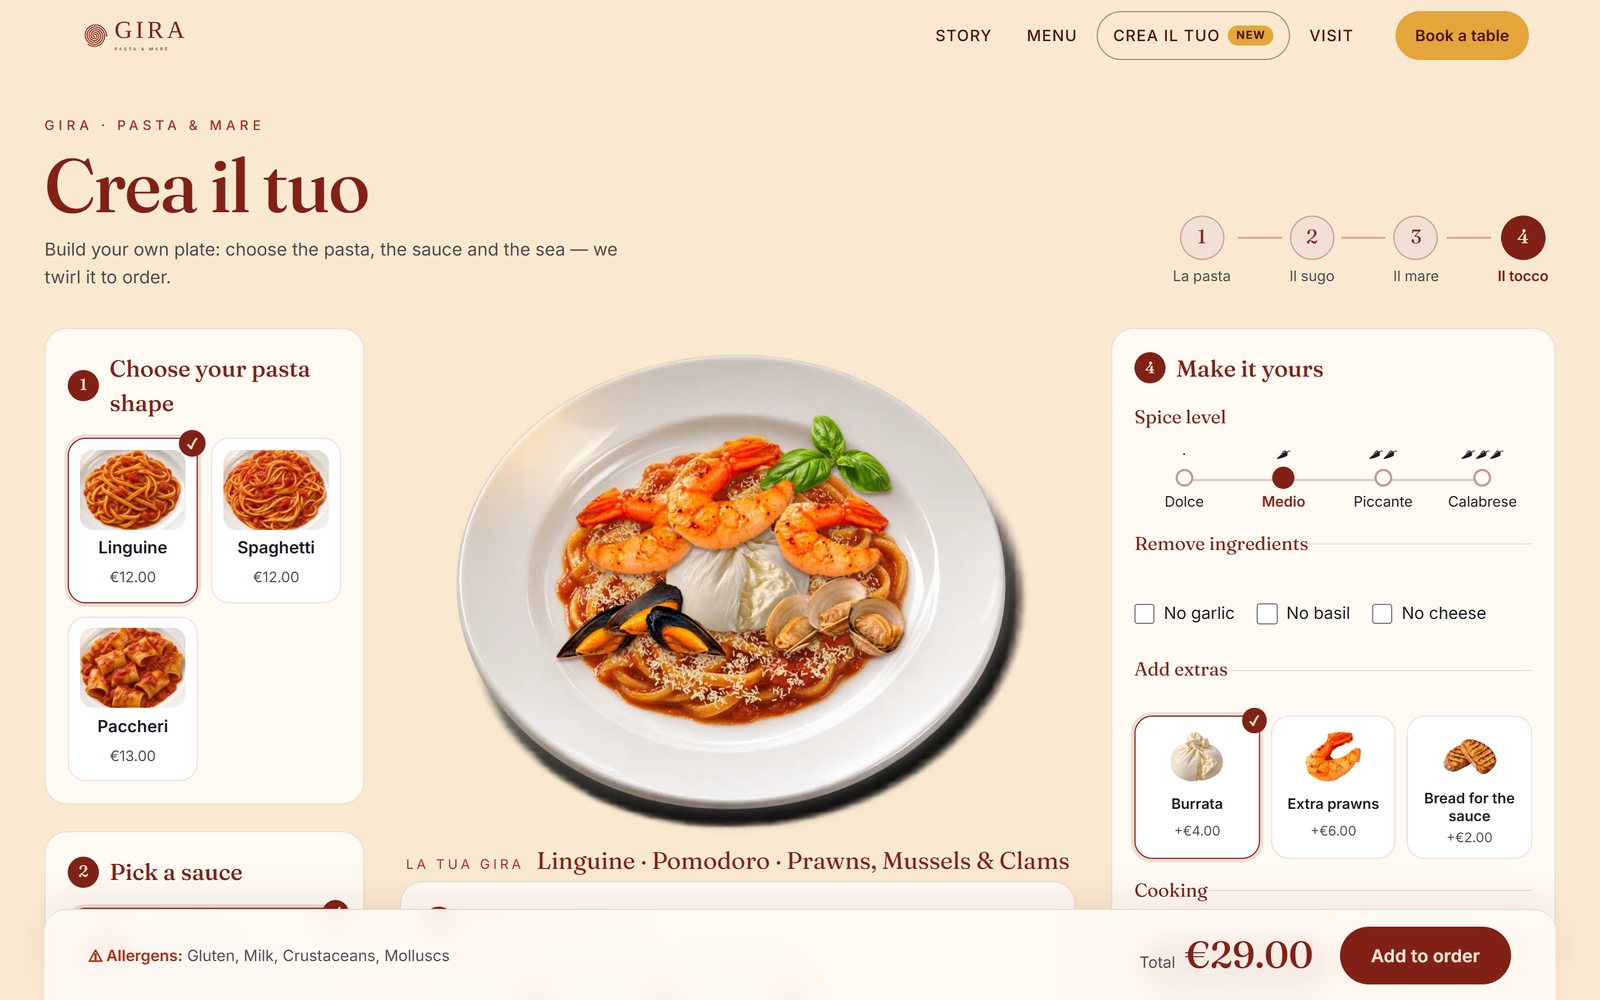 GIRA
PASTA & MARE
STORY
MENU
CREA IL TUO NEW
VISIT
Book a table
GIRA · PASTA & MARE
Crea il tuo
Build your own plate: choose the pasta, the sauce and the sea — we
twirl it to order.
1
La pasta
2
Il sugo
3
Il mare
4
Il tocco
1 Choose your pasta
shape
Linguine
€12.00
Spaghetti
€12.00
Paccheri
€13.00
2 Pick a sauce
LA TUA GIRA Linguine · Pomodoro · Prawns, Mussels & Clams
4 Make it yours
Spice level
Dolce
Medio
Piccante
Calabrese
Remove ingredients
No garlic
No basil
No cheese
Add extras
Burrata
+€4.00
Extra prawns
+€6.00
Bread for the
sauce
+€2.00
Cooking
⚠ Allergens: Gluten, Milk, Crustaceans, Molluscs
Total €29.00
Add to order